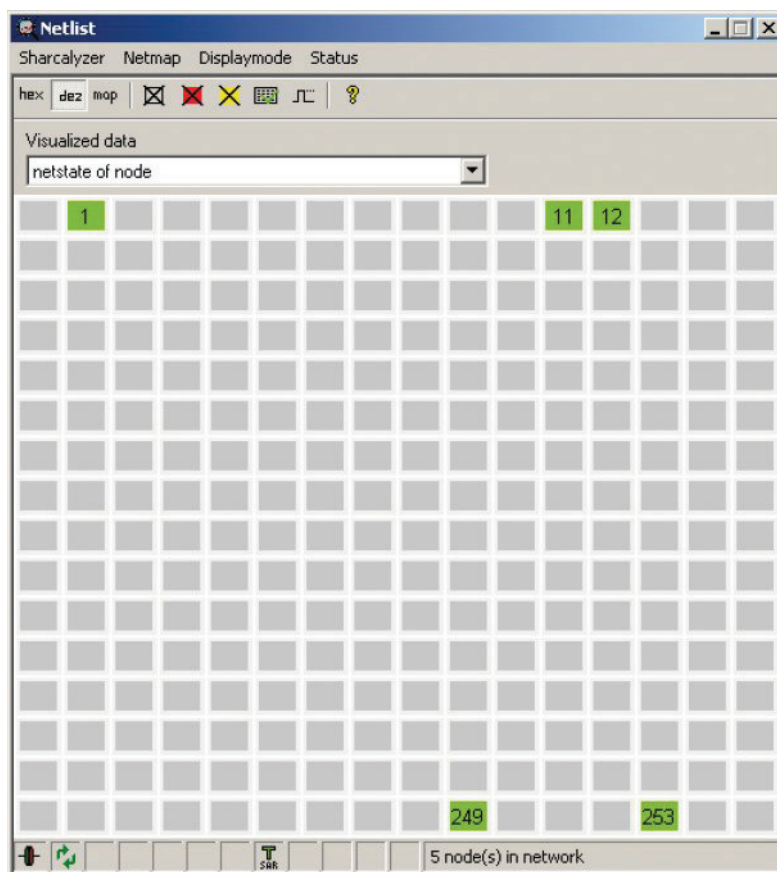 Netlist
Sharcalyzer Netmap Displaymode Status
hex dez map
Visualized data
netstate of node
1 11 12
249 253
T SAR 5 node(s) in network